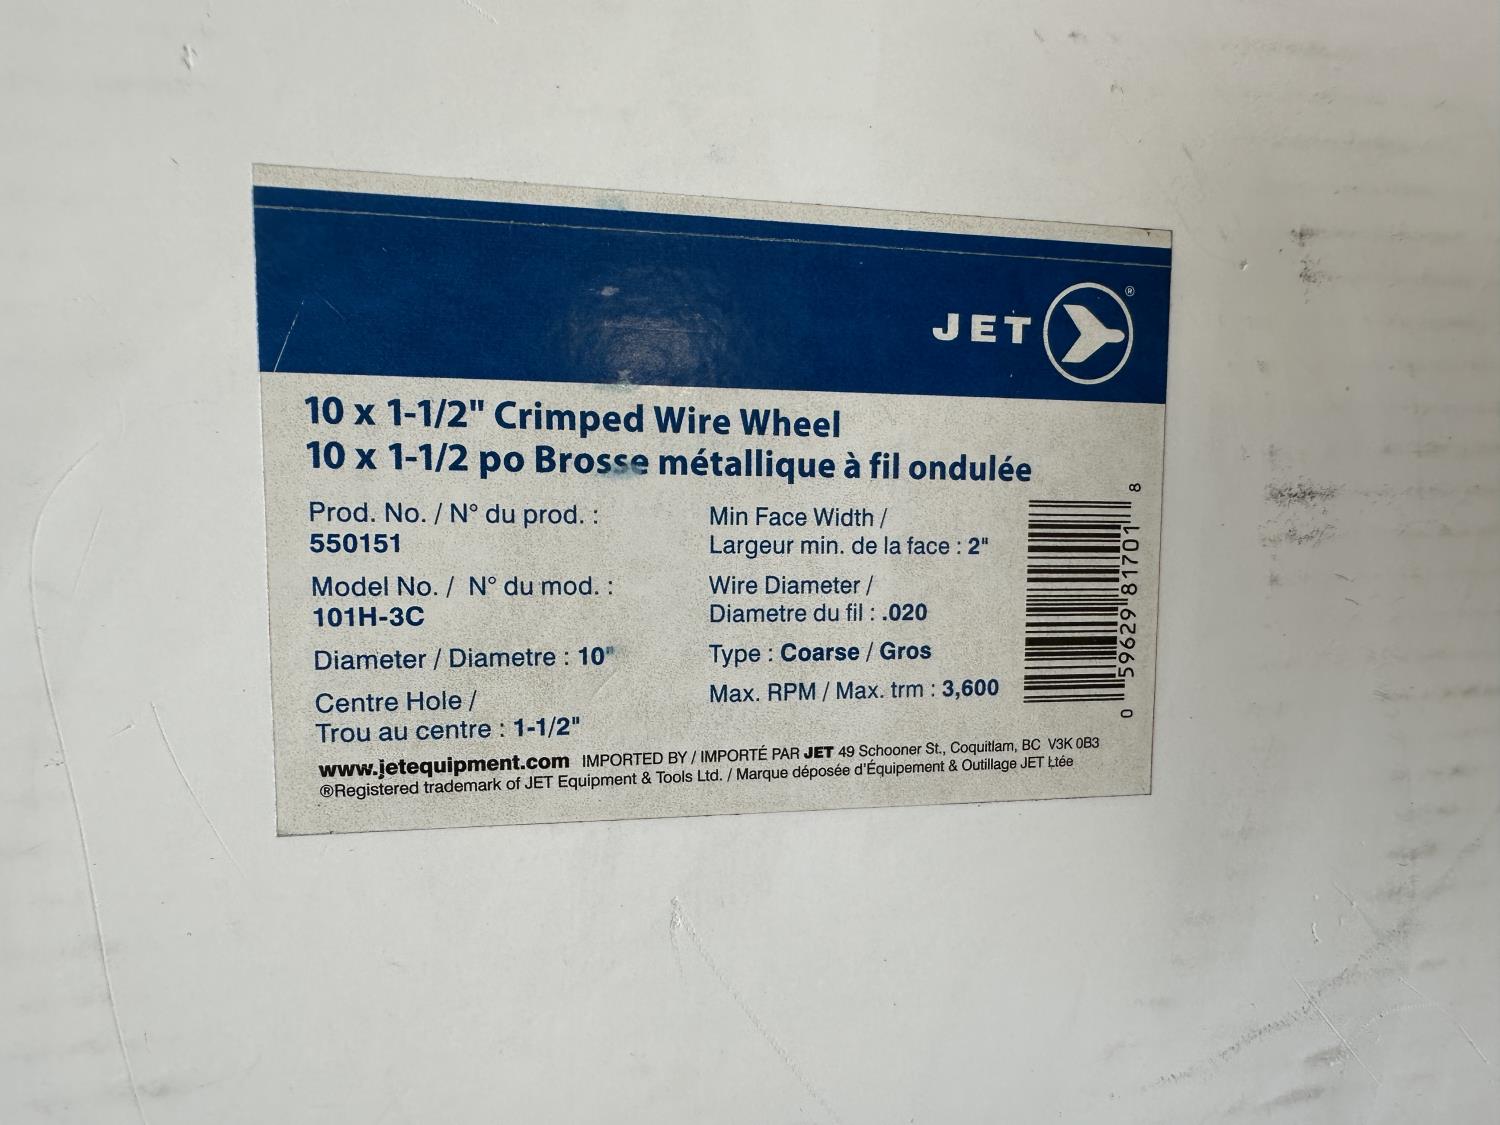 JET ®
10 x 1-1/2" Crimped Wire Wheel
10 x 1-1/2 po Brosse métallique à fil ondulée
Prod. No. / N° du prod. :
550151
Model No. / N° du mod. :
101H-3C
Diameter / Diametre : 10"
Centre Hole /
Trou au centre : 1-1/2"
Min Face Width /
Largeur min. de la face : 2"
Wire Diameter /
Diametre du fil : .020
Type : Coarse / Gros
Max. RPM / Max. trm : 3,600
0 59629 81701 8
www.jetequipment.com IMPORTED BY / IMPORTÉ PAR JET 49 Schooner St., Coquitlam, BC V3K 0B3
®Registered trademark of JET Equipment & Tools Ltd. / Marque déposée d'Équipement & Outillage JET Ltée